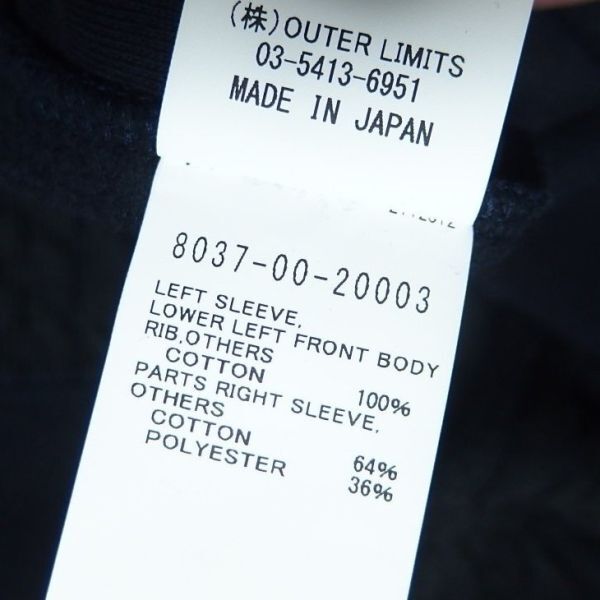 (株)OUTER LIMITS
03-5413-6951
MADE IN JAPAN
8037-00-20003
LEFT SLEEVE,
LOWER LEFT FRONT BODY
RIB,OTHERS
COTTON 100%
PARTS RIGHT SLEEVE,
OTHERS
COTTON 64%
POLYESTER 36%